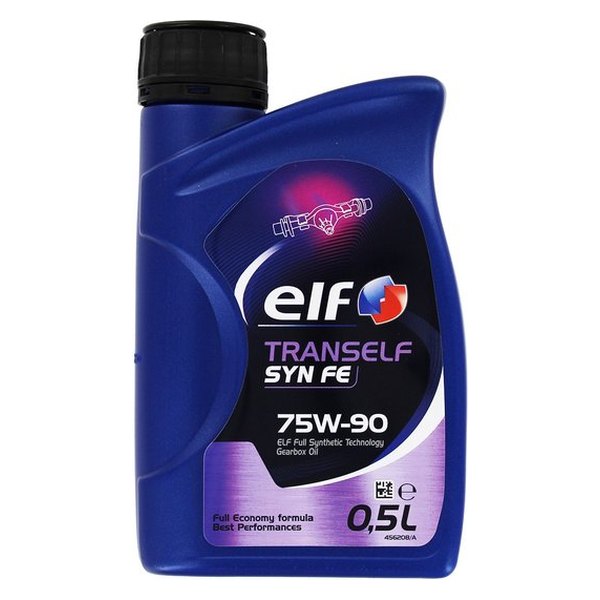 elf
TRANSELF
SYN FE
75W-90
ELF Full Synthetic Technology
Gearbox Oil
Full Economy formula
Best Performances
e
0,5L
456208/A